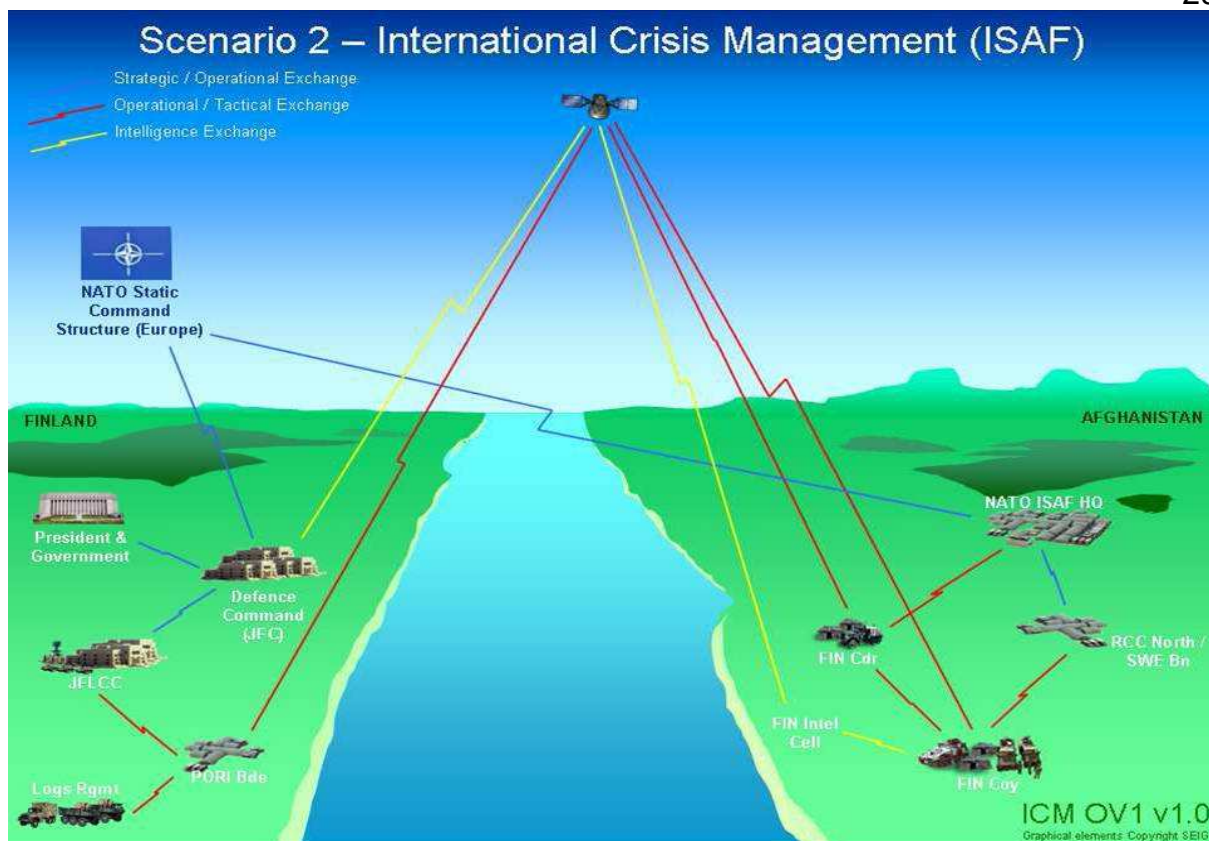 Scenario 2 – International Crisis Management (ISAF)
Strategic / Operational Exchange
Operational / Tactical Exchange
Intelligence Exchange
NATO Static
Command
Structure (Europe)
FINLAND
AFGHANISTAN
President &
Government
NATO ISAF HQ
Defence
Command
(JFC)
JFLCC
FIN Cdr
RCC North /
SWE Bn
FIN Intel
Cell
PORI Bde
FIN Coy
Logs Rgmt
ICM OV1 v1.0
Graphical elements Copyright SEIG